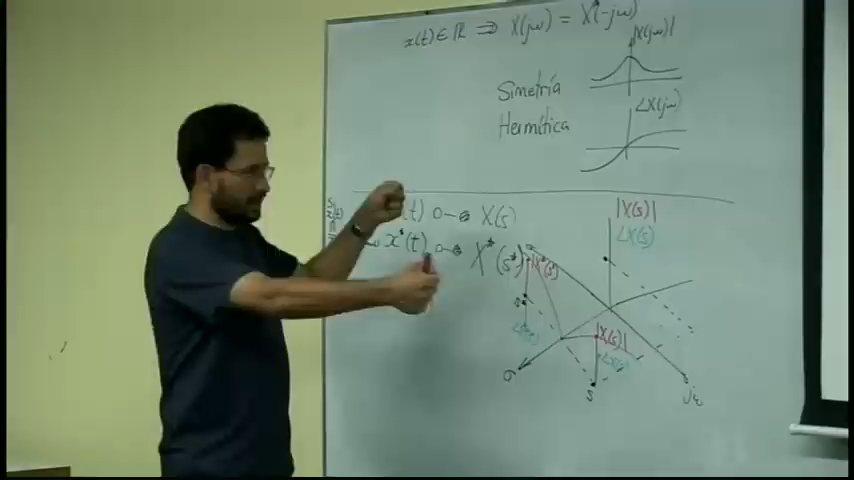 x(t) ∈ ℝ ⇒ X(jω) = X*(-jω)
|X(jω)|
Simetría
∠X(jω)
Hermítica
(t) X(s)
x*(t) X*(s*)
|X(s)|
∠X(s)
|X(s)|
∠X(s)
σ
s
jω